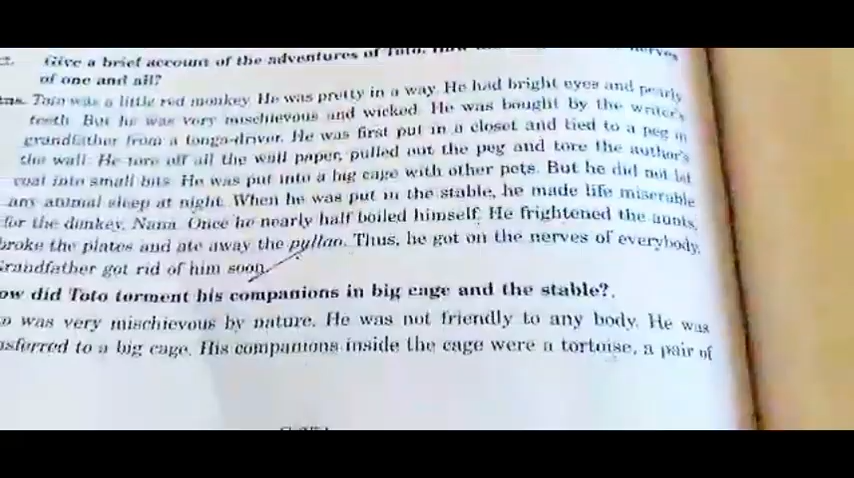 Give a brief account of the adventures of Toto. nerves
of one and all?
Ans. Toto was a little red monkey. He was pretty in a way. He had bright eyes and pearly
teeth. But he was very mischievous and wicked. He was bought by the writer's
grandfather from a tonga-driver. He was first put in a closet and tied to a peg in
the wall. He tore off all the wall paper, pulled out the peg and tore the author's
coat into small bits. He was put into a big cage with other pets. But he did not let
any animal sleep at night. When he was put in the stable, he made life miserable
for the donkey, Nana. Once he nearly half boiled himself. He frightened the aunts,
broke the plates and ate away the pullao. Thus, he got on the nerves of everybody.
Grandfather got rid of him soon.
ow did Toto torment his companions in big cage and the stable?.
o was very mischievous by nature. He was not friendly to any body. He was
nsferred to a big cage. His companions inside the cage were a tortoise, a pair of